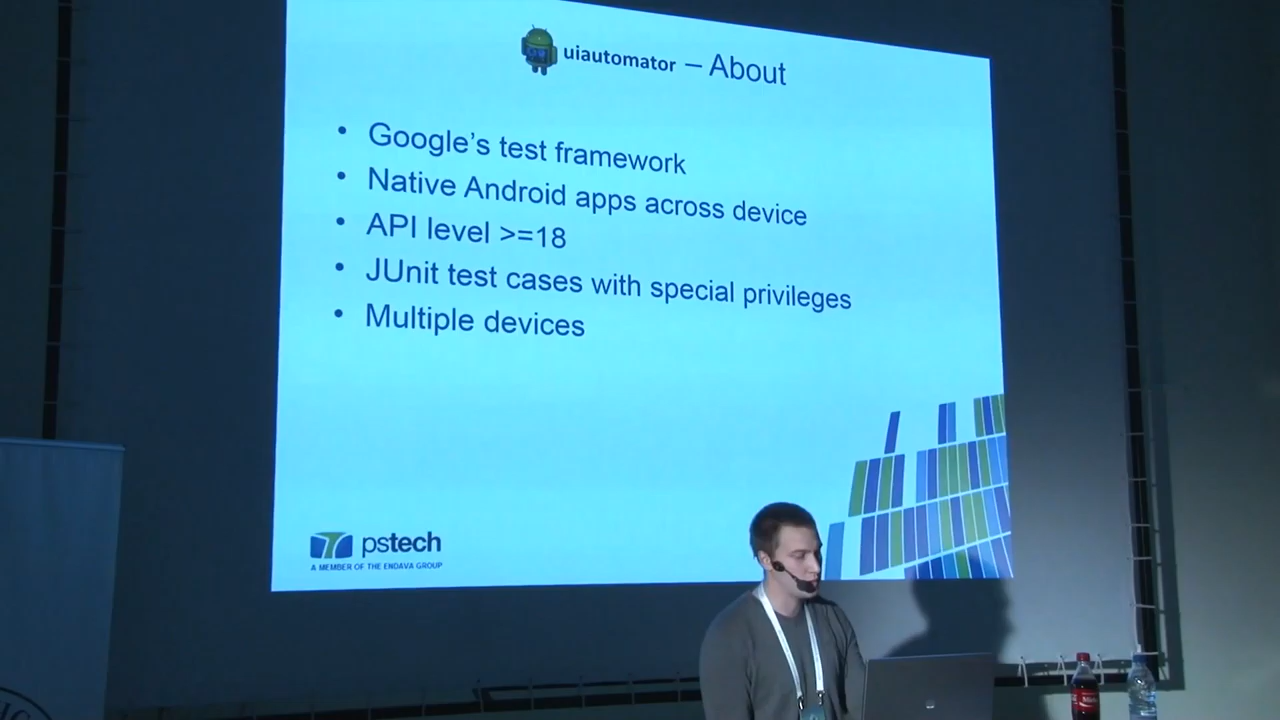 uiautomator – About
• Google's test framework
• Native Android apps across device
• API level >=18
• JUnit test cases with special privileges
• Multiple devices
pstech
A MEMBER OF THE ENDAVA GROUP